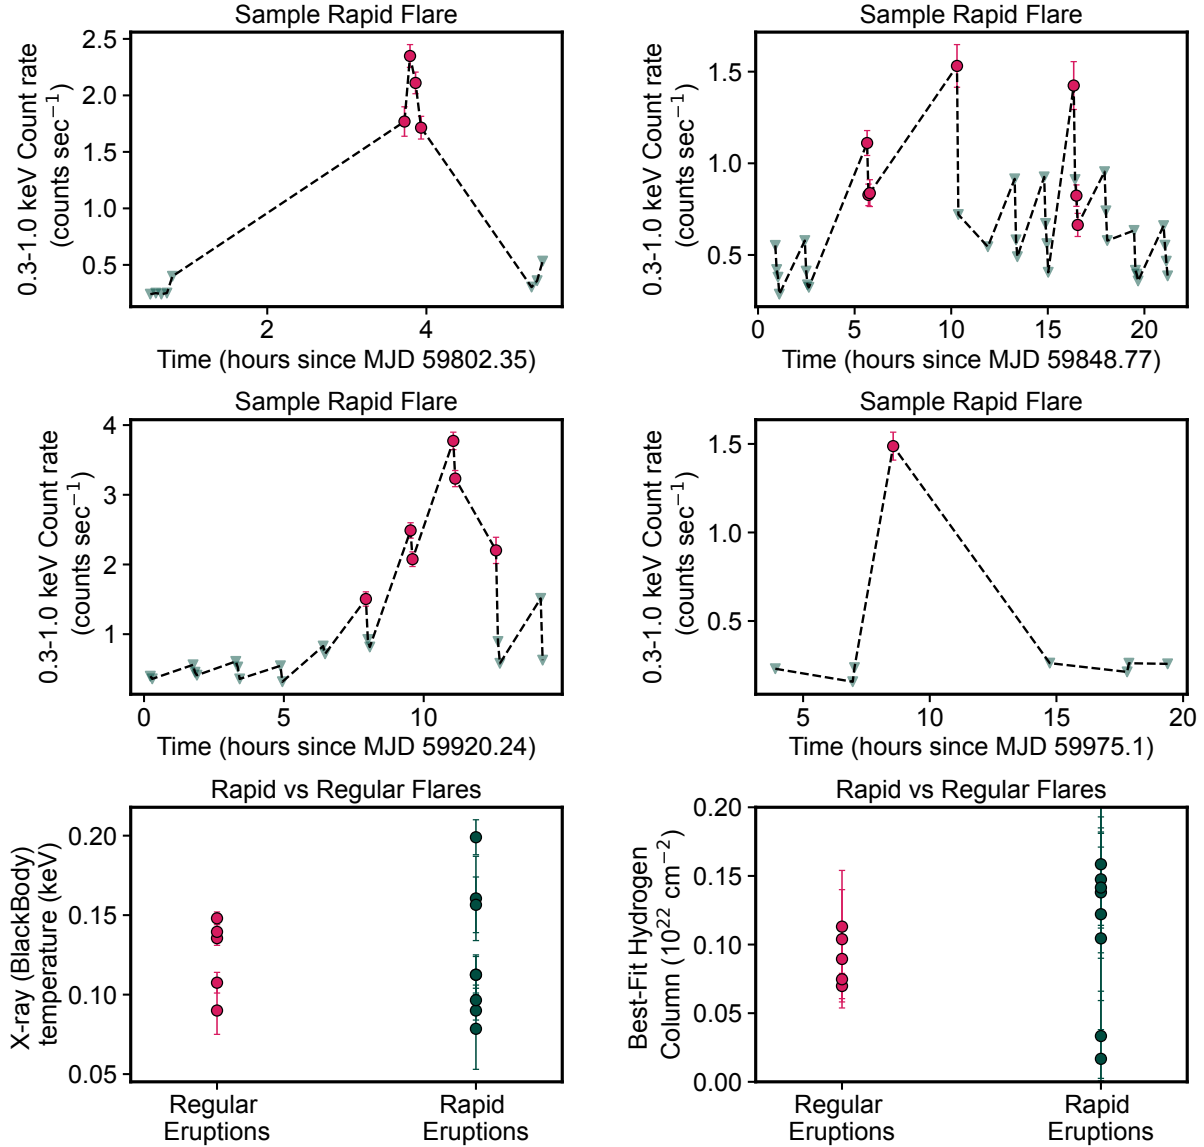 Sample Rapid Flare
0.3-1.0 keV Count rate
(counts sec⁻¹)
2.5
2.0
1.5
1.0
0.5
2
4
Time (hours since MJD 59802.35)
Sample Rapid Flare
0.3-1.0 keV Count rate
(counts sec⁻¹)
1.5
1.0
0.5
0
5
10
15
20
Time (hours since MJD 59848.77)
Sample Rapid Flare
0.3-1.0 keV Count rate
(counts sec⁻¹)
4
3
2
1
0
5
10
Time (hours since MJD 59920.24)
Sample Rapid Flare
0.3-1.0 keV Count rate
(counts sec⁻¹)
1.5
1.0
0.5
5
10
15
20
Time (hours since MJD 59975.1)
Rapid vs Regular Flares
X-ray (BlackBody)
temperature (keV)
0.20
0.15
0.10
0.05
Regular
Eruptions
Rapid
Eruptions
Rapid vs Regular Flares
Best-Fit Hydrogen
Column (10²² cm⁻²)
0.20
0.15
0.10
0.05
0.00
Regular
Eruptions
Rapid
Eruptions